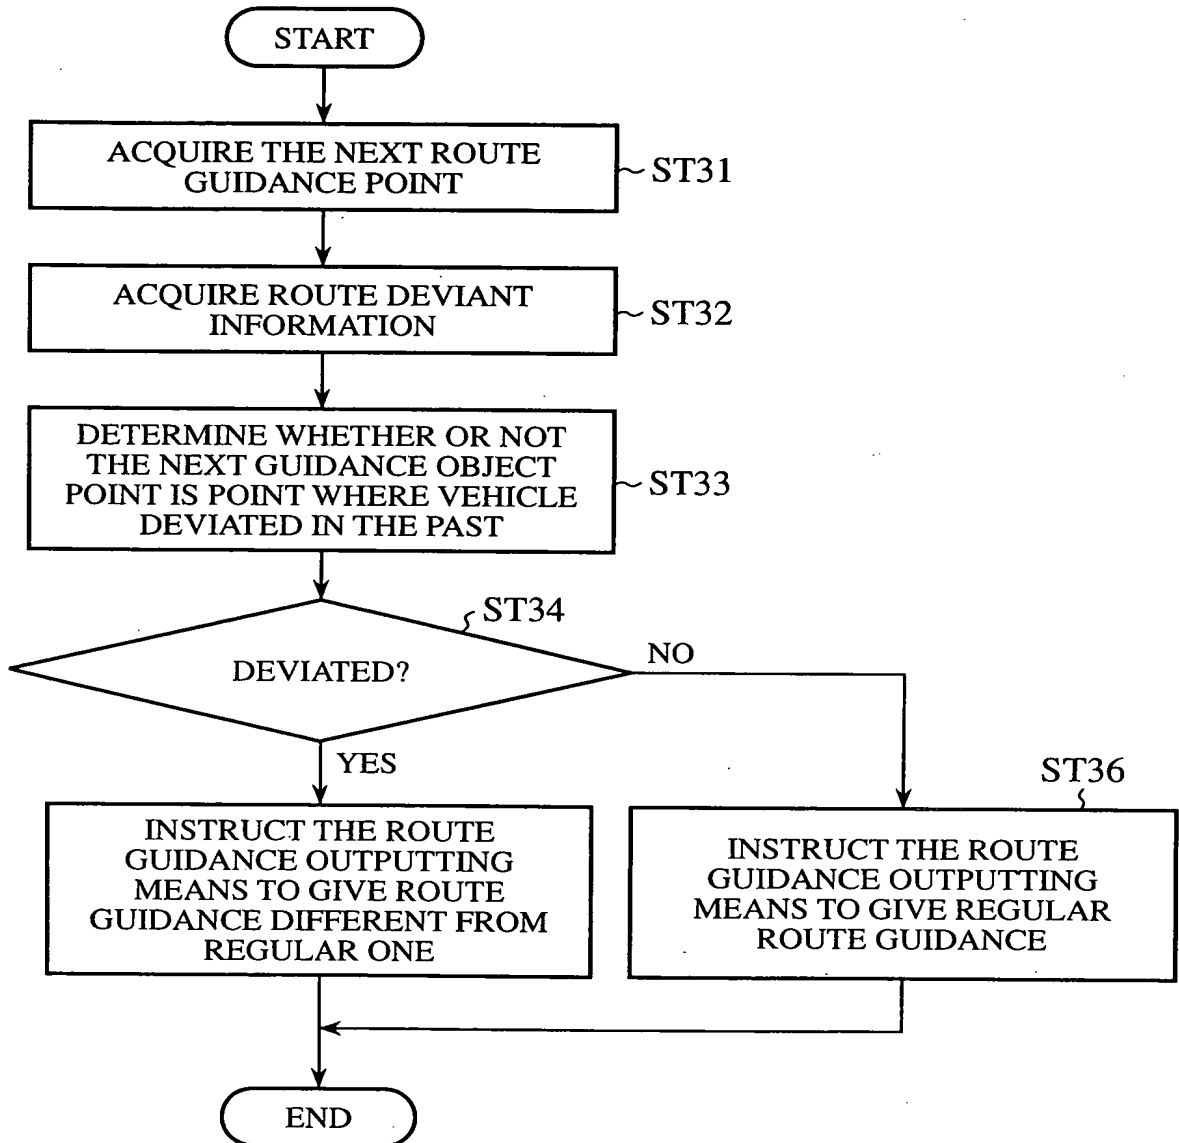 START
ACQUIRE THE NEXT ROUTE
GUIDANCE POINT
ST31
ACQUIRE ROUTE DEVIANT
INFORMATION
ST32
DETERMINE WHETHER OR NOT
THE NEXT GUIDANCE OBJECT
POINT IS POINT WHERE VEHICLE
DEVIATED IN THE PAST
ST33
ST34
DEVIATED?
NO
YES
INSTRUCT THE ROUTE
GUIDANCE OUTPUTTING
MEANS TO GIVE ROUTE
GUIDANCE DIFFERENT FROM
REGULAR ONE
ST36
INSTRUCT THE ROUTE
GUIDANCE OUTPUTTING
MEANS TO GIVE REGULAR
ROUTE GUIDANCE
END